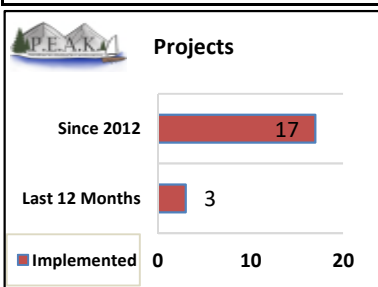 P.E.A.K.
Projects
Since 2012
17
Last 12 Months
3
Implemented
0 10 20